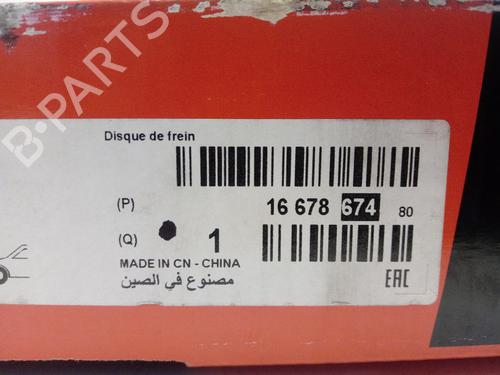 B-PARTS
Disque de frein
(P) 16 678 674 80
(Q) 1
MADE IN CN - CHINA
مصنوع في الصين
EAC